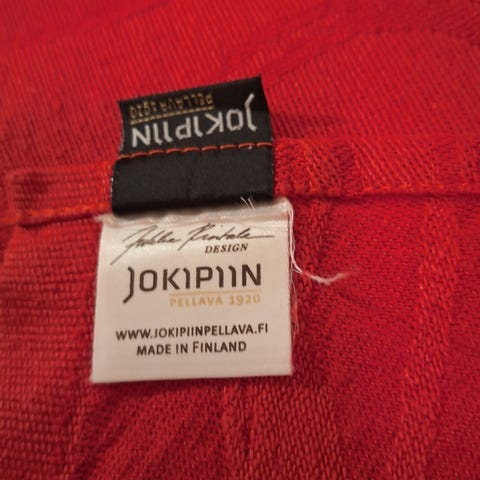 JOKIPIIN
PELLAVA 1920
DESIGN
JOKIPIIN
PELLAVA 1920
WWW.JOKIPIINPELLAVA.FI
MADE IN FINLAND